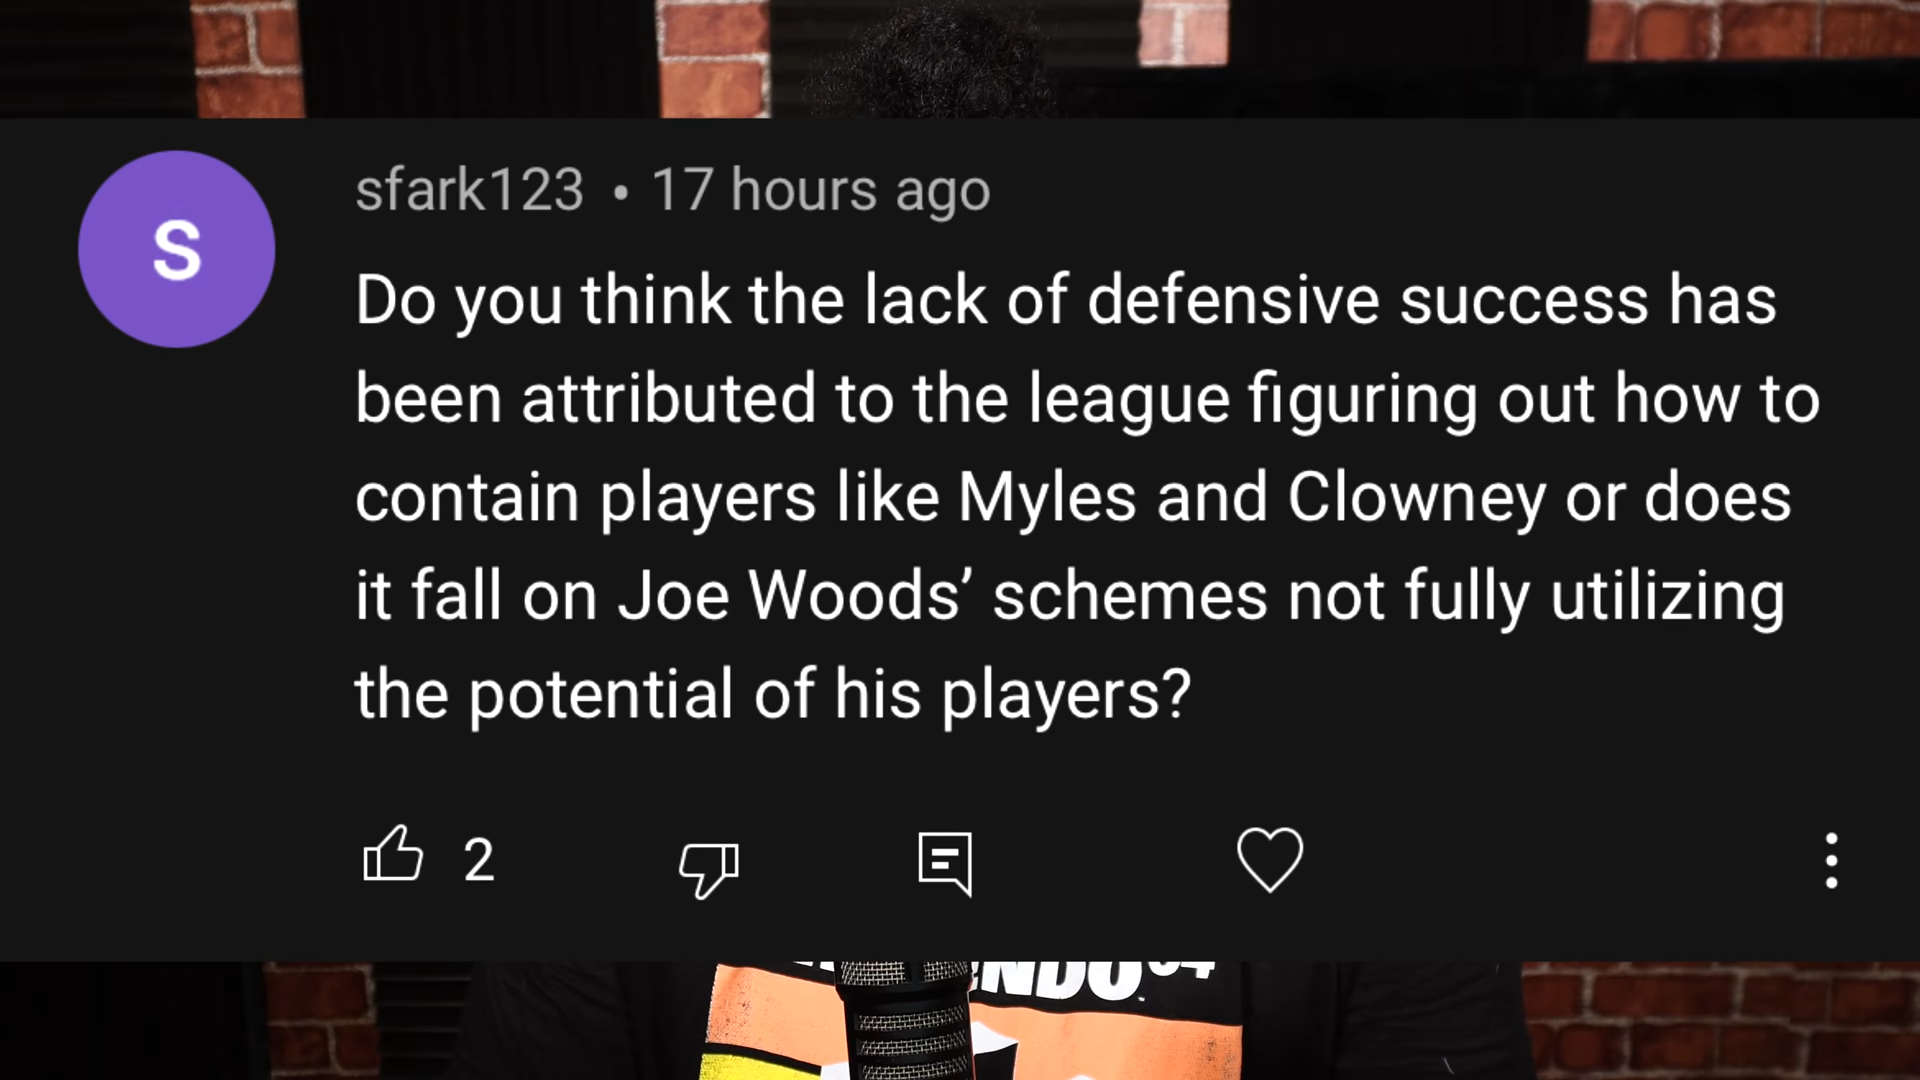 S
sfark123 • 17 hours ago
Do you think the lack of defensive success has
been attributed to the league figuring out how to
contain players like Myles and Clowney or does
it fall on Joe Woods’ schemes not fully utilizing
the potential of his players?
2